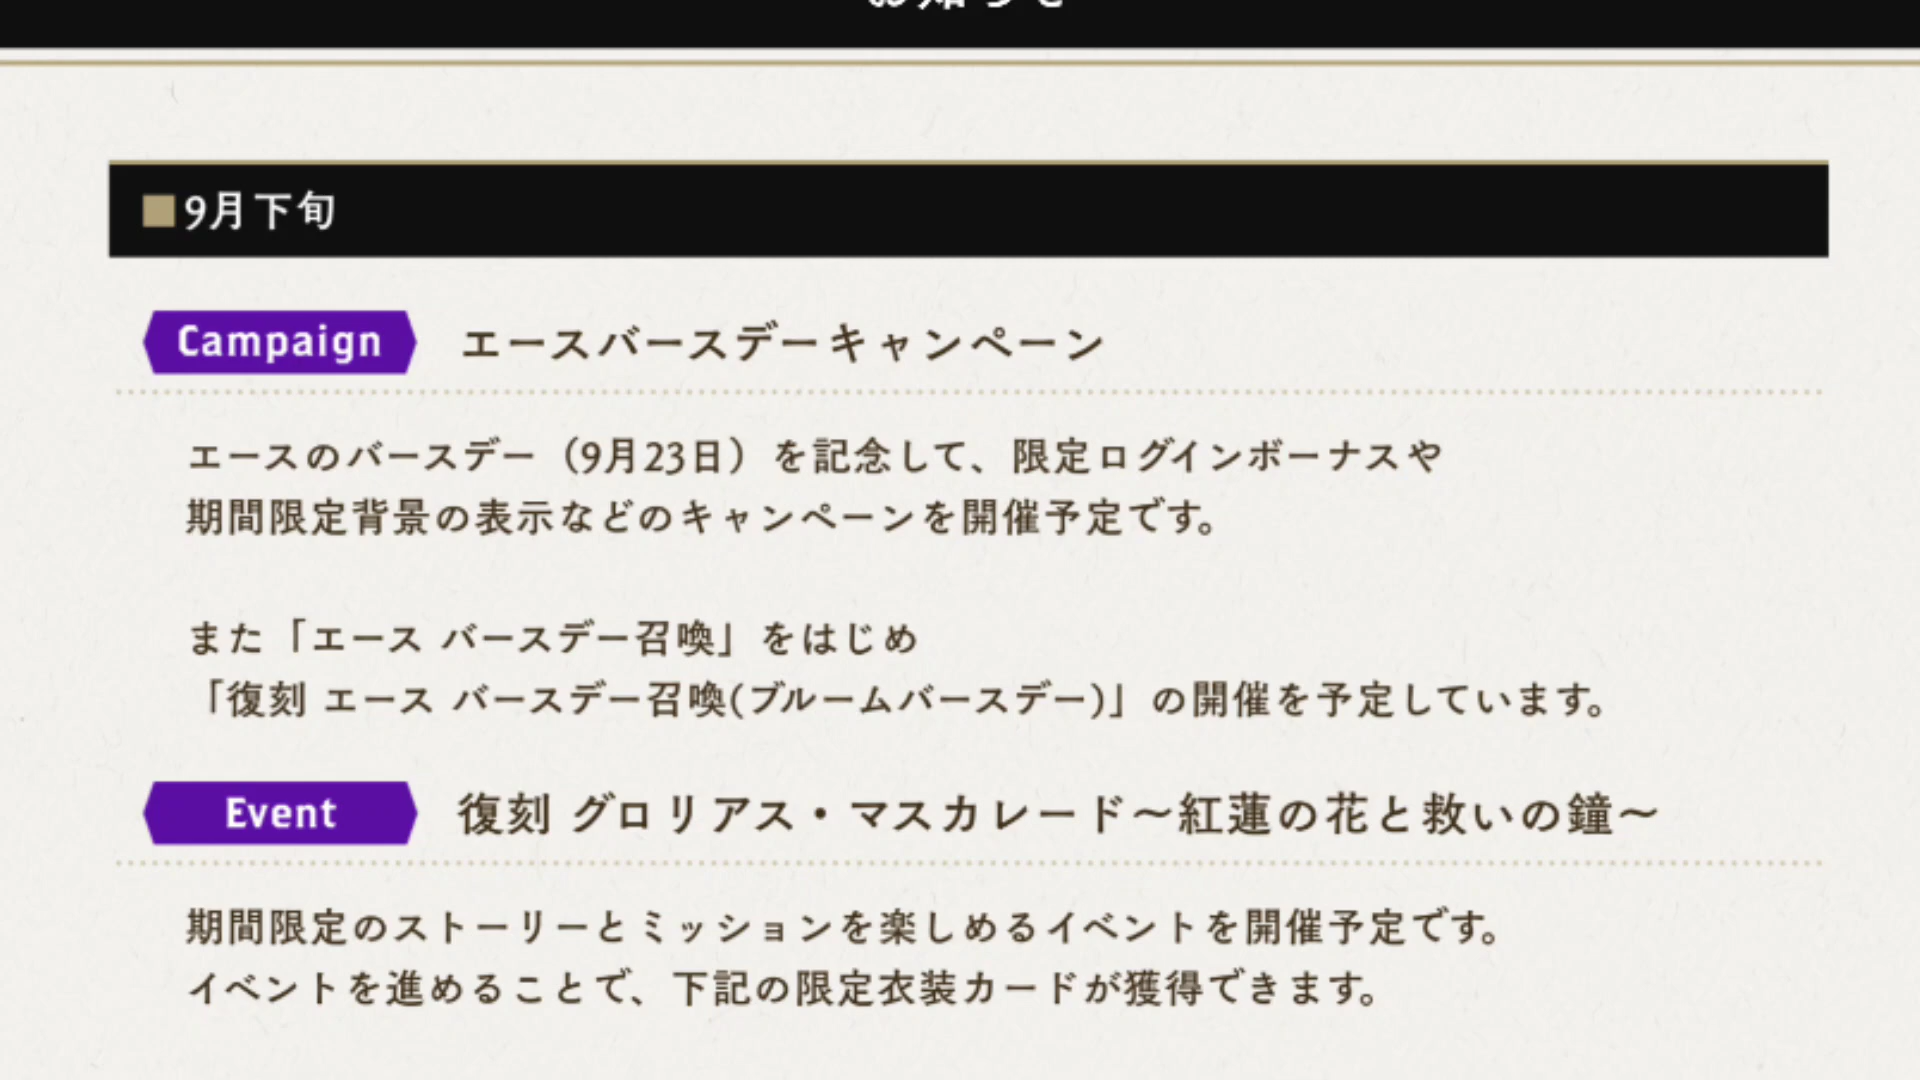 お知らせ
■9月下旬
Campaign エースバースデーキャンペーン
エースのバースデー（9月23日）を記念して、限定ログインボーナスや
期間限定背景の表示などのキャンペーンを開催予定です。
また「エース バースデー召喚」をはじめ
「復刻 エース バースデー召喚(ブルームバースデー)」の開催を予定しています。
Event 復刻 グロリアス・マスカレード～紅蓮の花と救いの鐘～
期間限定のストーリーとミッションを楽しめるイベントを開催予定です。
イベントを進めることで、下記の限定衣装カードが獲得できます。